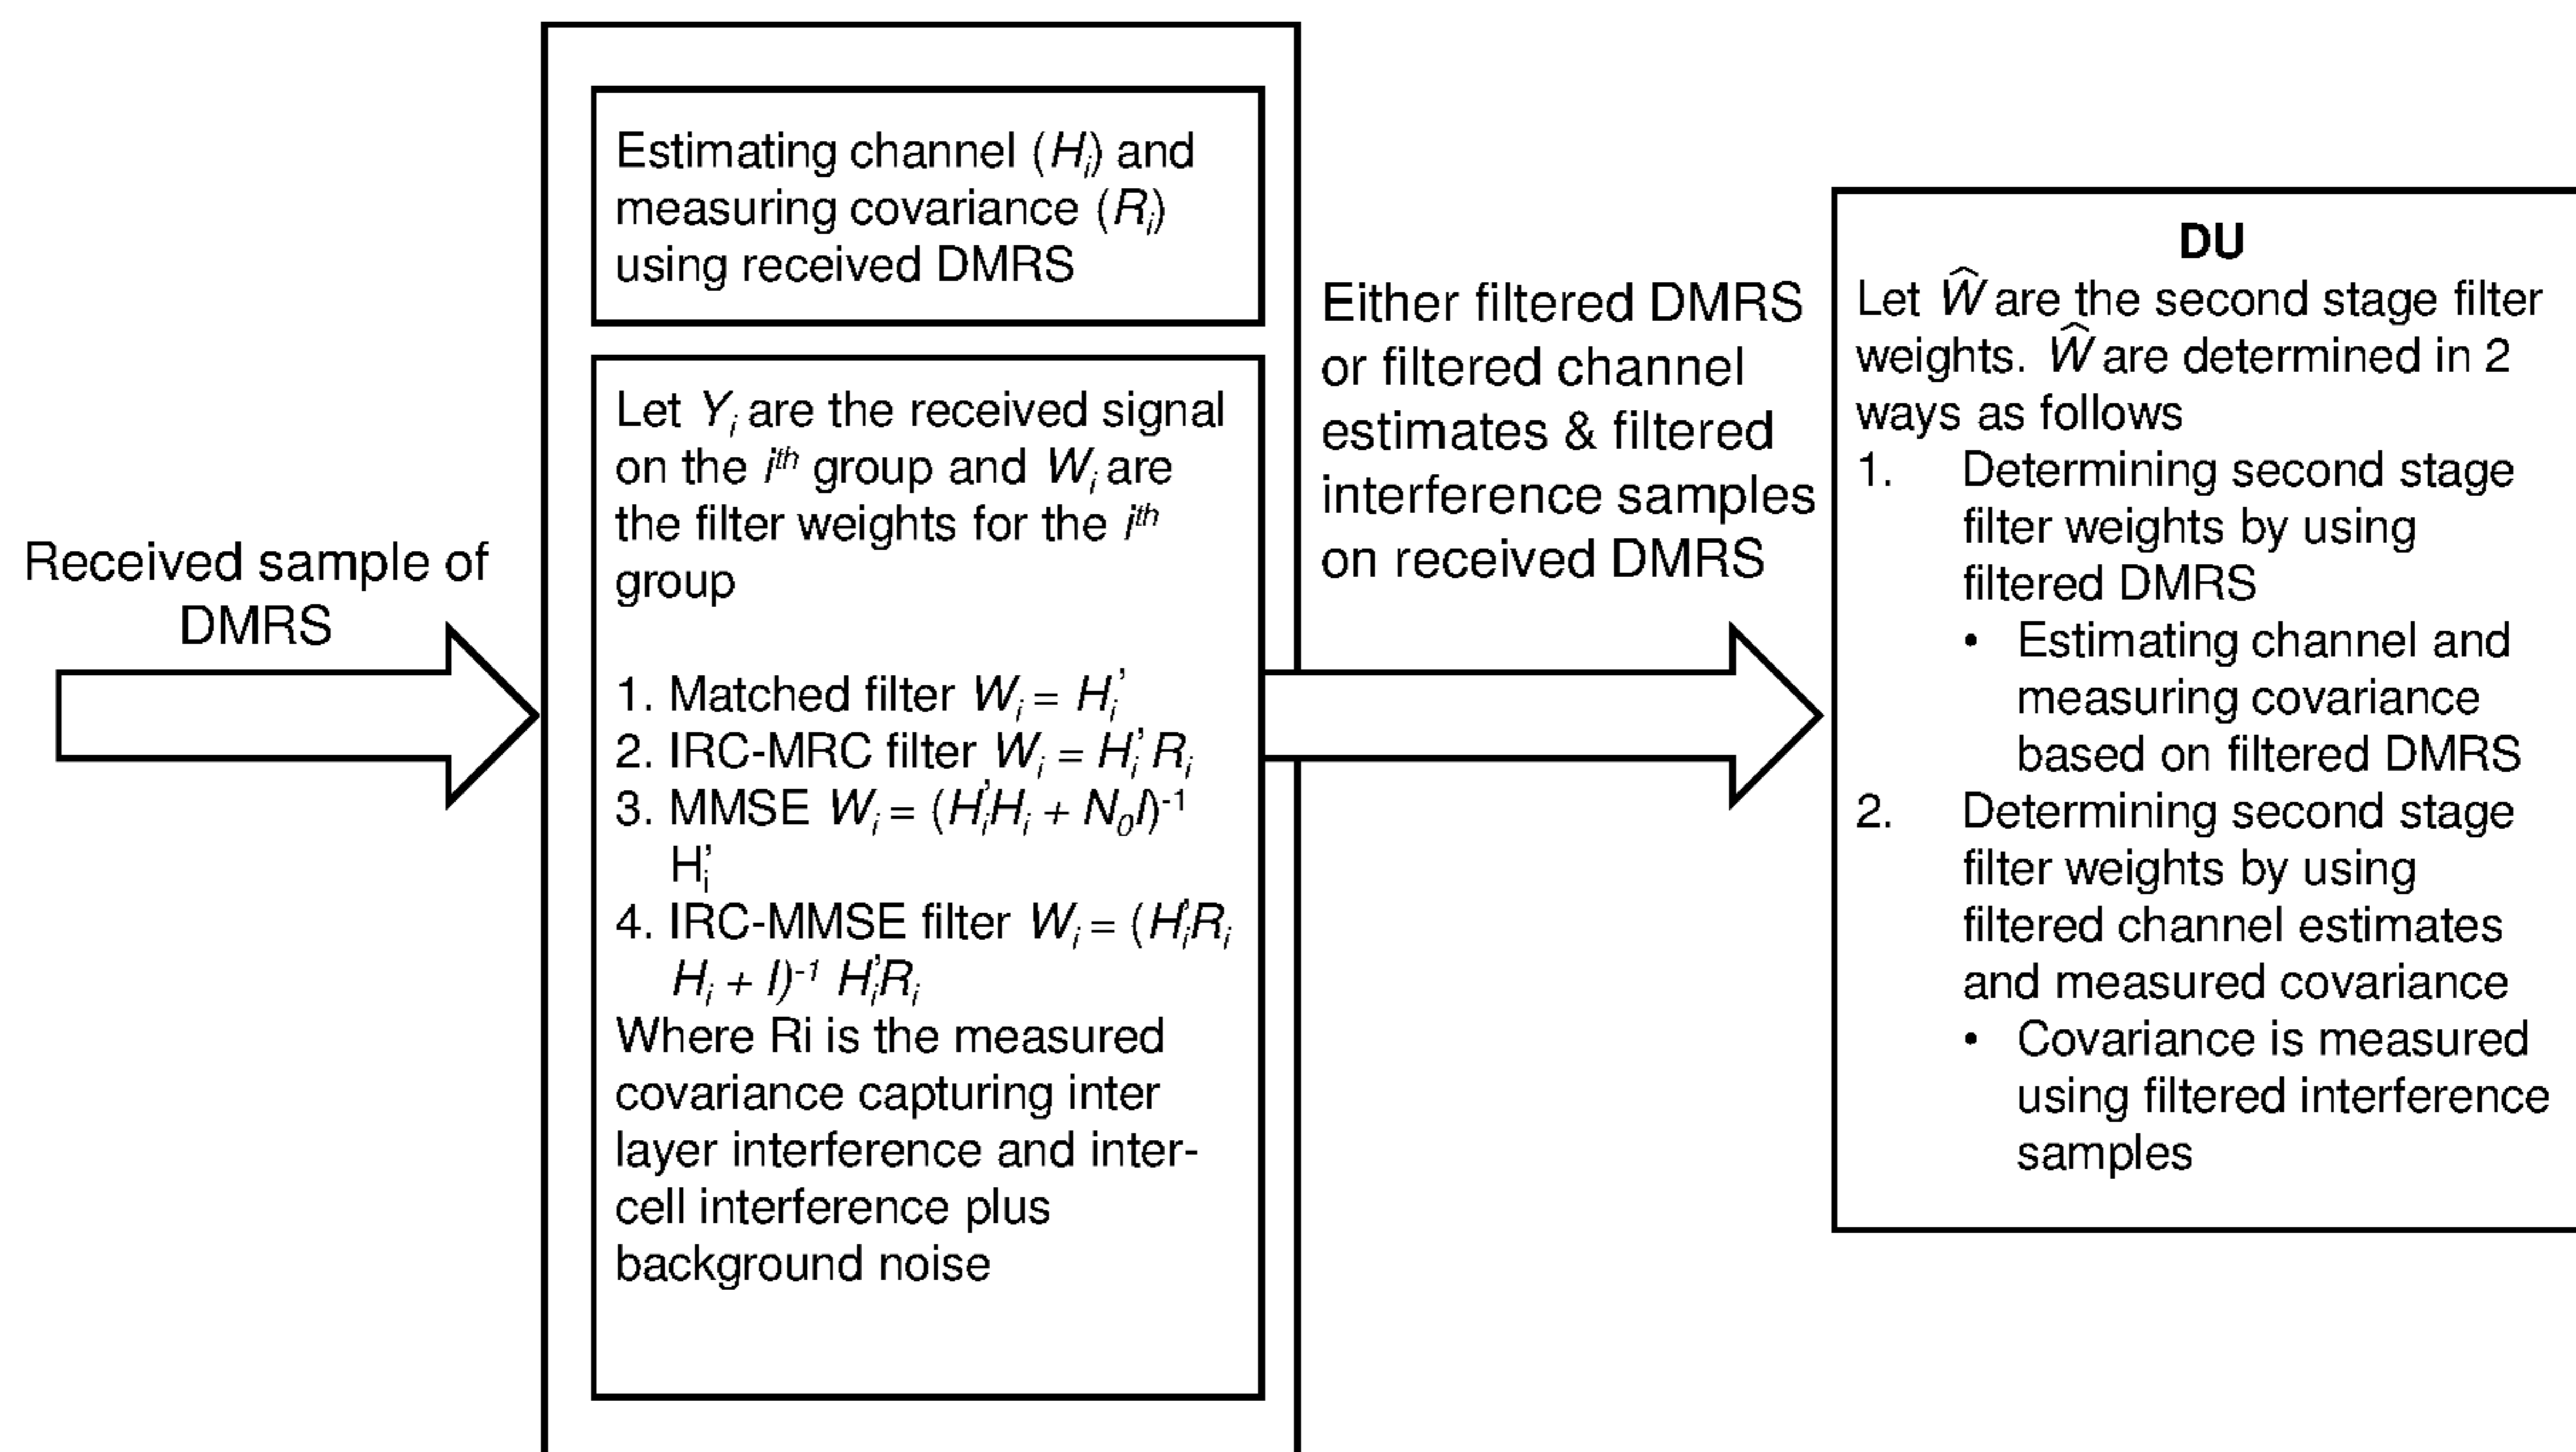 Received sample of
DMRS
Estimating channel (Hᵢ) and
measuring covariance (Rᵢ)
using received DMRS
Let Yᵢ are the received signal
on the iᵗʰ group and Wᵢ are
the filter weights for the iᵗʰ
group
1. Matched filter Wᵢ = Hᵢ'
2. IRC-MRC filter Wᵢ = Hᵢ' Rᵢ
3. MMSE Wᵢ = (Hᵢ'Hᵢ + N₀I)⁻¹
Hᵢ'
4. IRC-MMSE filter Wᵢ = (Hᵢ'Rᵢ
Hᵢ + I)⁻¹ Hᵢ'Rᵢ
Where Ri is the measured
covariance capturing inter
layer interference and inter-
cell interference plus
background noise
Either filtered DMRS
or filtered channel
estimates & filtered
interference samples
on received DMRS
DU
Let Ŵ are the second stage filter
weights. Ŵ are determined in 2
ways as follows
1. Determining second stage
filter weights by using
filtered DMRS
• Estimating channel and
measuring covariance
based on filtered DMRS
2. Determining second stage
filter weights by using
filtered channel estimates
and measured covariance
• Covariance is measured
using filtered interference
samples